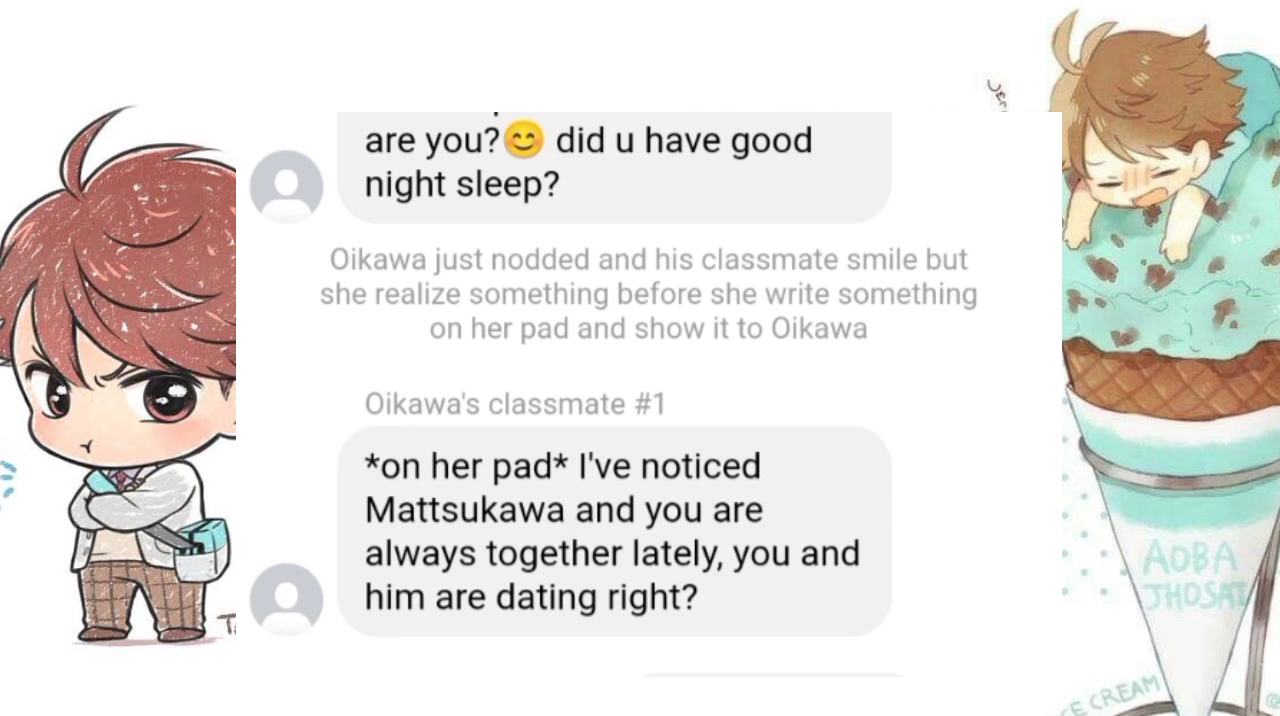 are you?😊 did u have good
night sleep?
Oikawa just nodded and his classmate smile but
she realize something before she write something
on her pad and show it to Oikawa
Oikawa's classmate #1
*on her pad* I've noticed
Mattsukawa and you are
always together lately, you and
him are dating right?
AOBA
JHOSAI
CE CREAM